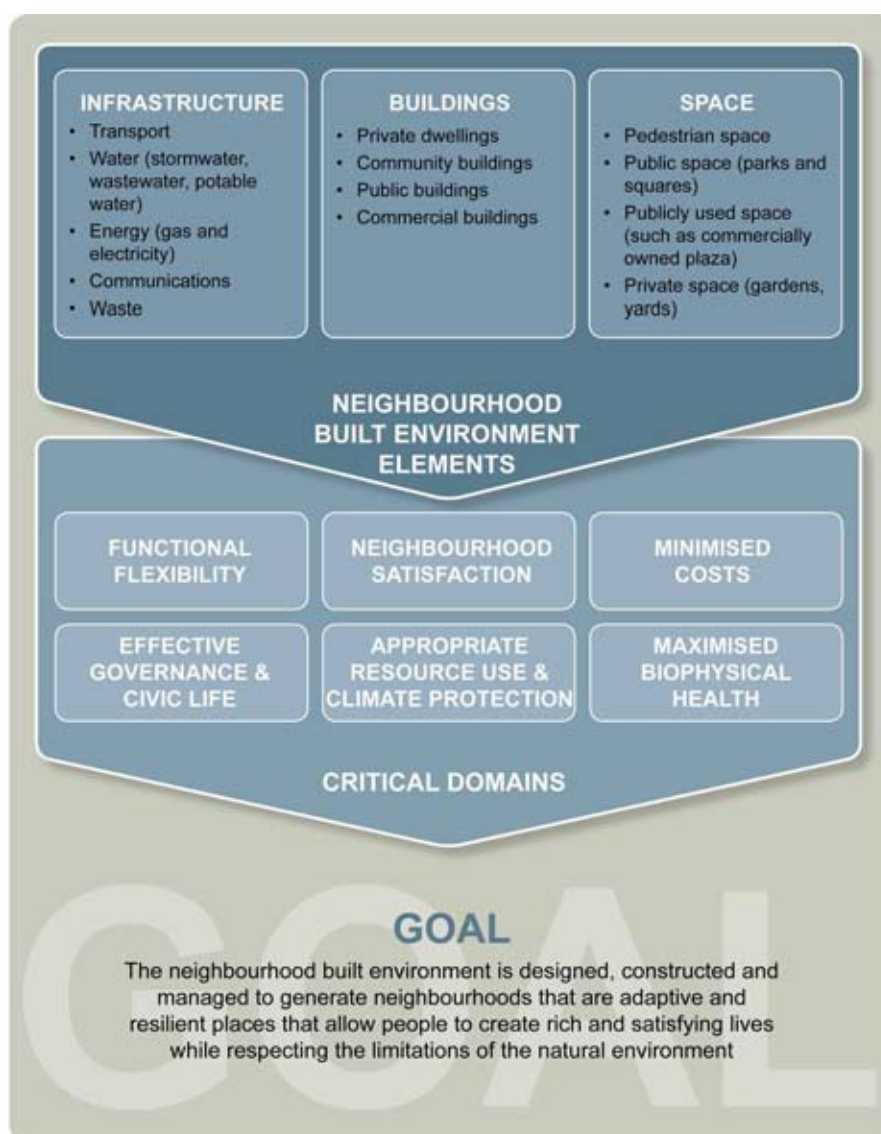 INFRASTRUCTURE
• Transport
• Water (stormwater,
wastewater, potable
water)
• Energy (gas and
electricity)
• Communications
• Waste
BUILDINGS
• Private dwellings
• Community buildings
• Public buildings
• Commercial buildings
SPACE
• Pedestrian space
• Public space (parks and
squares)
• Publicly used space
(such as commercially
owned plaza)
• Private space (gardens,
yards)
NEIGHBOURHOOD
BUILT ENVIRONMENT
ELEMENTS
FUNCTIONAL
FLEXIBILITY
NEIGHBOURHOOD
SATISFACTION
MINIMISED
COSTS
EFFECTIVE
GOVERNANCE &
CIVIC LIFE
APPROPRIATE
RESOURCE USE &
CLIMATE PROTECTION
MAXIMISED
BIOPHYSICAL
HEALTH
CRITICAL DOMAINS
GOAL
GOAL
The neighbourhood built environment is designed, constructed and
managed to generate neighbourhoods that are adaptive and
resilient places that allow people to create rich and satisfying lives
while respecting the limitations of the natural environment